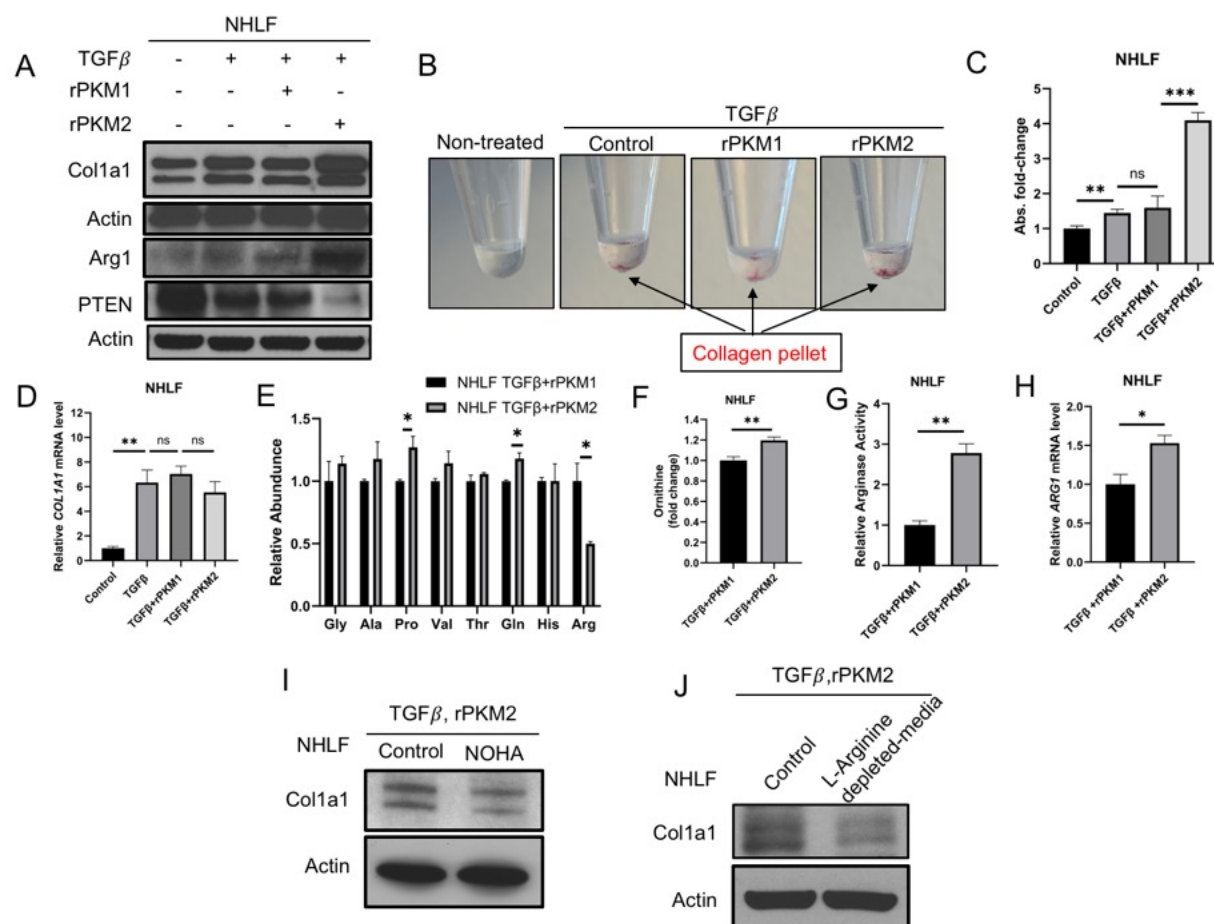 A
NHLF
TGFβ - + + +
rPKM1 - - + -
rPKM2 - - - +
Col1a1
Actin
Arg1
PTEN
Actin
B
TGFβ
Non-treated Control rPKM1 rPKM2
Collagen pellet
C
NHLF
Abs. fold-change
5
4
3
2
1
0
** ns ***
Control TGFβ TGFβ+rPKM1 TGFβ+rPKM2
D
NHLF
Relative COL1A1 mRNA level
12
10
8
6
4
2
0
** ns ns
Control TGFβ TGFβ+rPKM1 TGFβ+rPKM2
E
NHLF TGFβ+rPKM1
NHLF TGFβ+rPKM2
Relative Abundance
1.5
1.0
0.5
0.0
* * *
Gly Ala Pro Val Thr Gln His Arg
F
NHLF
Ornithine
(fold change)
1.4
1.2
1.0
0.8
0.6
0.4
0.2
0.0
**
TGFβ+rPKM1 TGFβ+rPKM2
G
NHLF
Relative Arginase Activity
4
3
2
1
0
**
TGFβ+rPKM1 TGFβ+rPKM2
H
NHLF
Relative ARG1 mRNA level
2.0
1.5
1.0
0.5
0.0
*
TGFβ+rPKM1 TGFβ+rPKM2
I
TGFβ, rPKM2
NHLF Control NOHA
Col1a1
Actin
J
TGFβ,rPKM2
NHLF Control L-Arginine
depleted-media
Col1a1
Actin